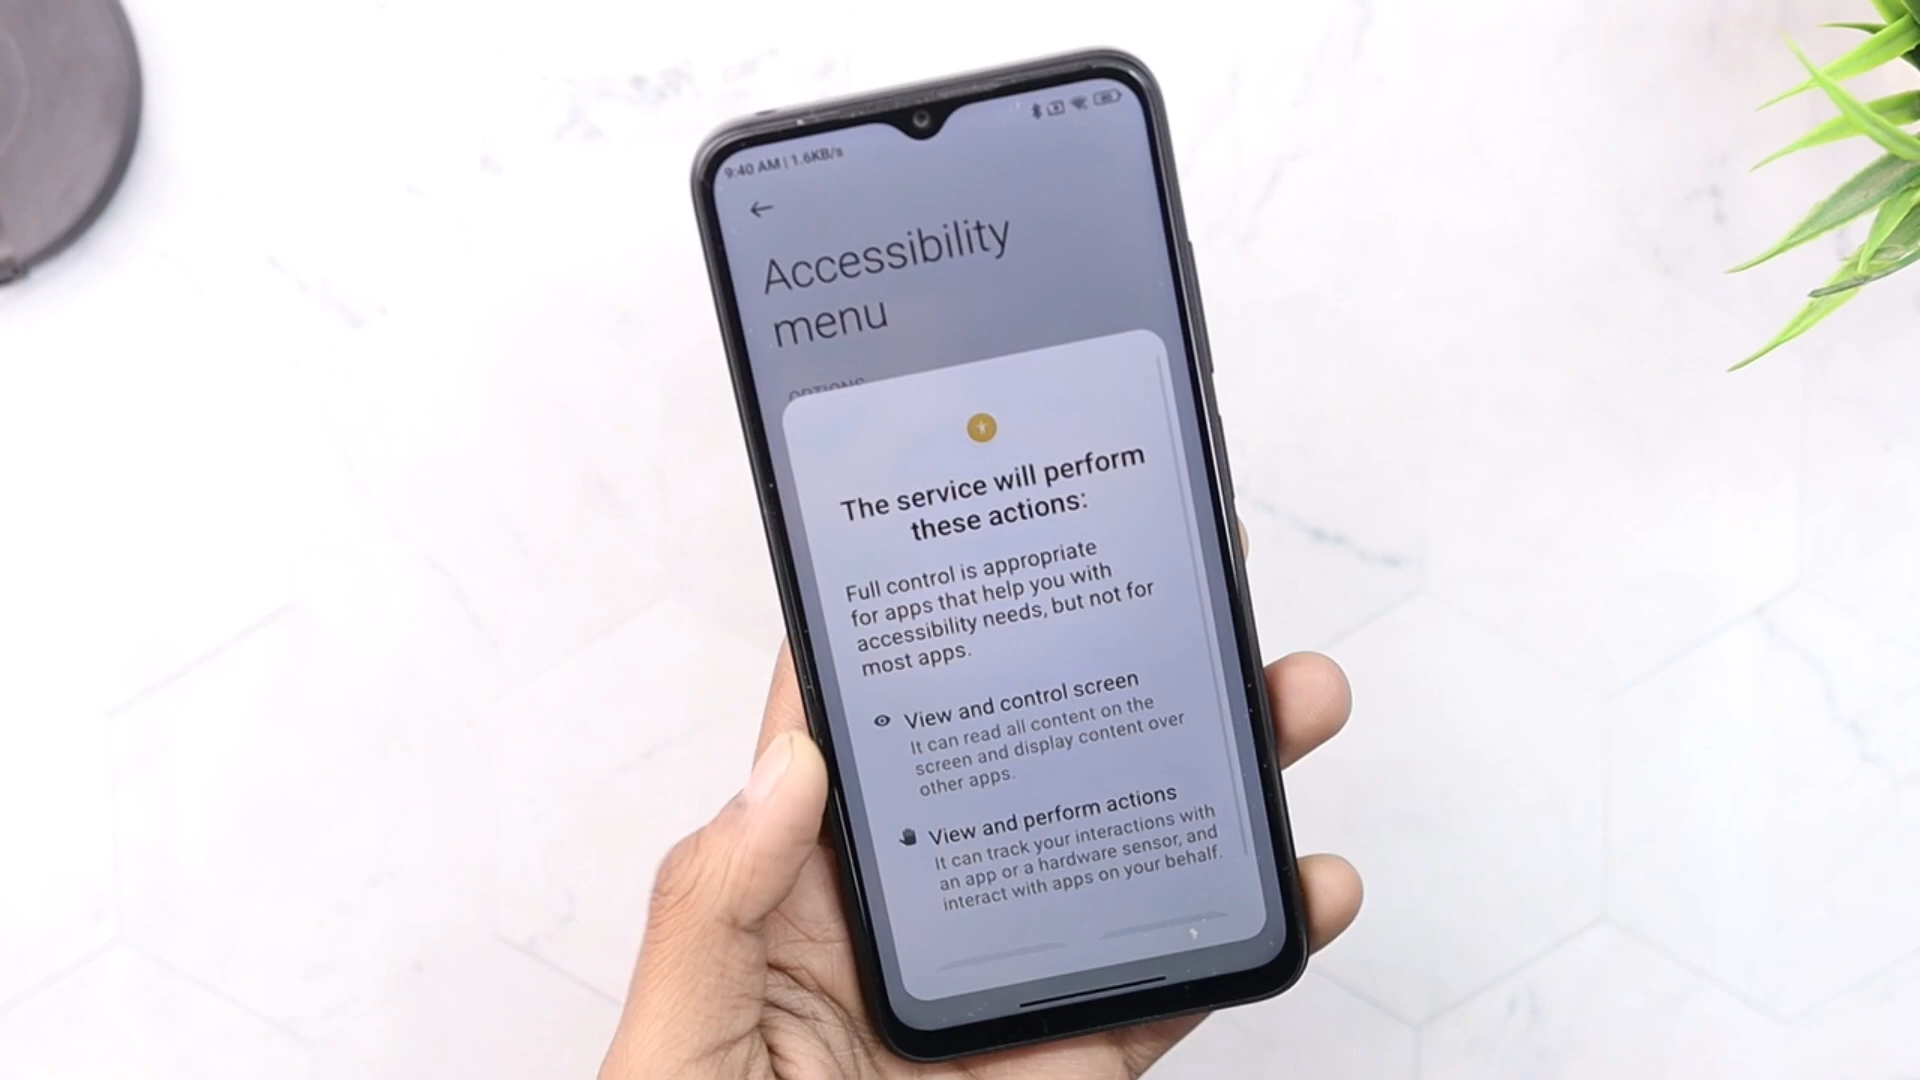 9:40 AM | 1.6KB/s
Accessibility
menu
OPTIONS
The service will perform
these actions:
Full control is appropriate
for apps that help you with
accessibility needs, but not for
most apps.
View and control screen
It can read all content on the
screen and display content over
other apps.
View and perform actions
It can track your interactions with
an app or a hardware sensor, and
interact with apps on your behalf.